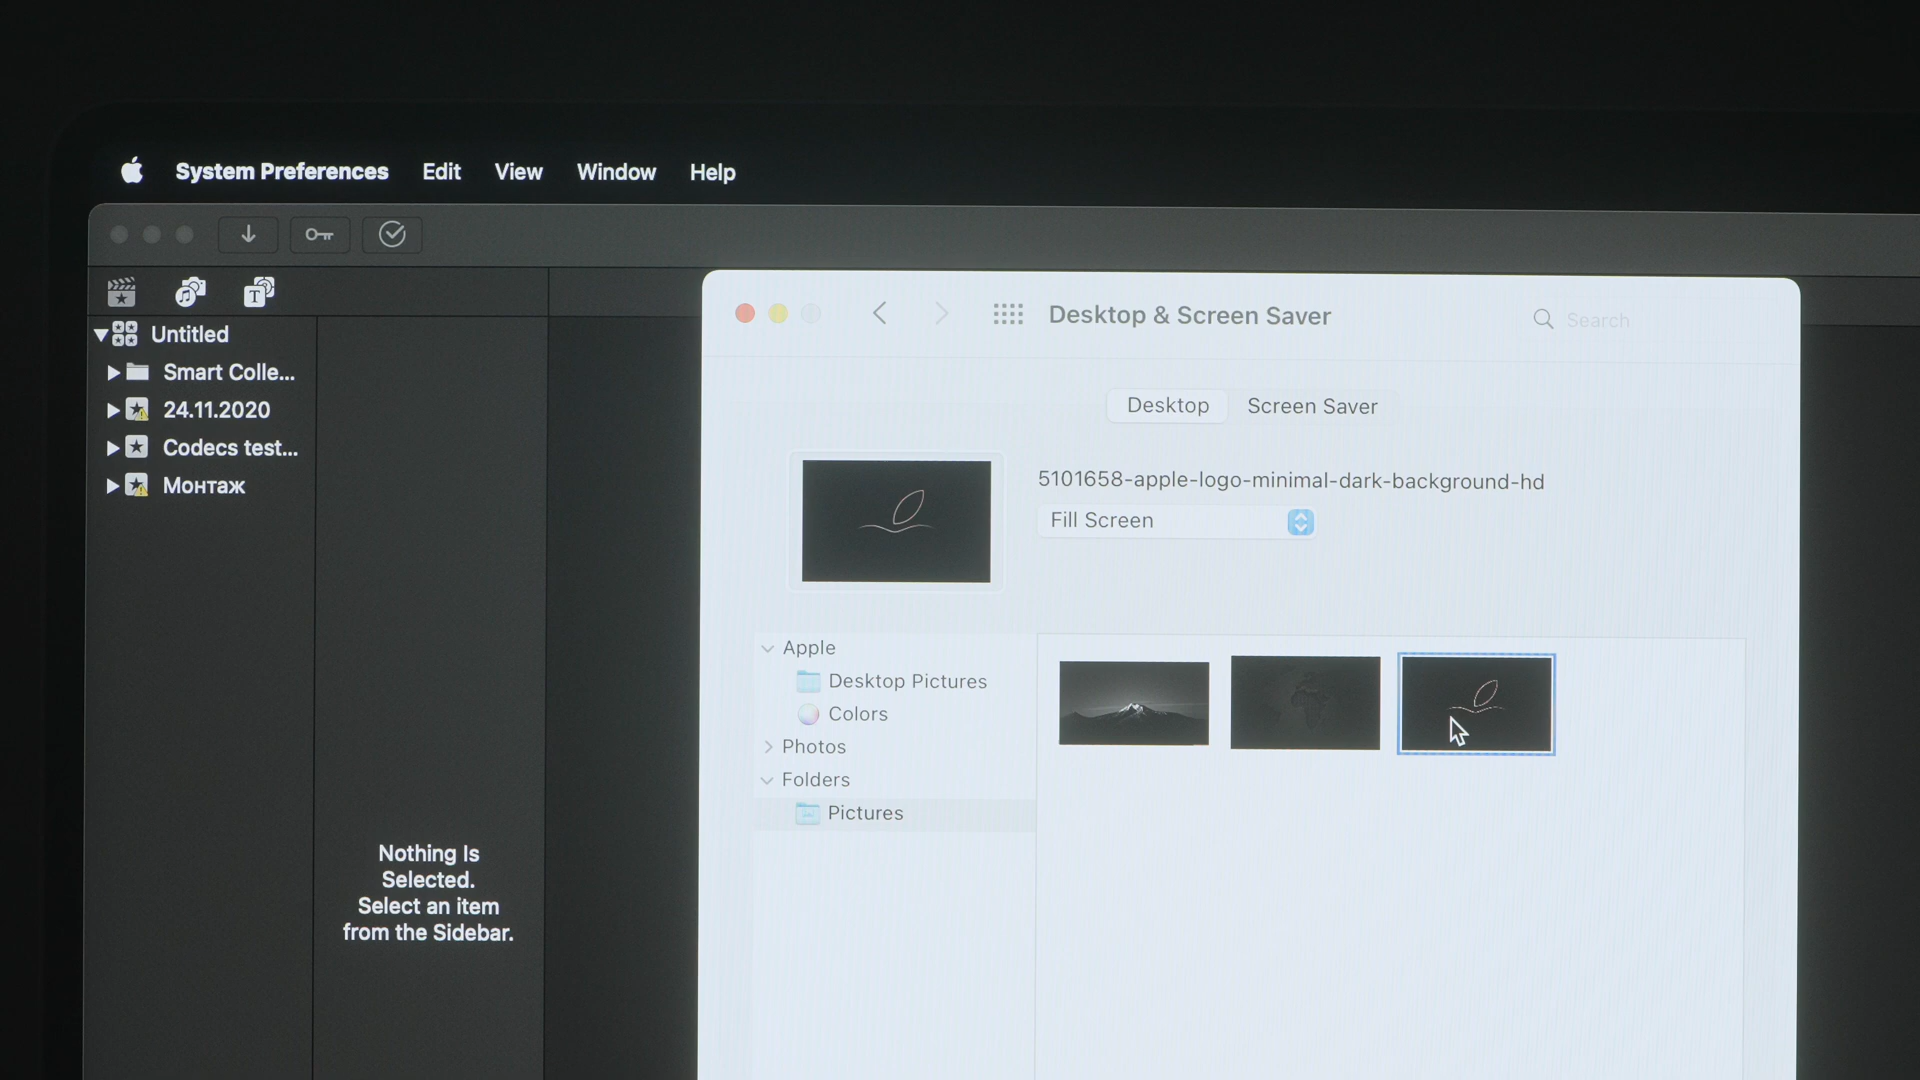 System Preferences Edit View Window Help
Untitled
Smart Colle...
24.11.2020
Codecs test...
Монтаж
Nothing Is
Selected.
Select an item
from the Sidebar.
Desktop & Screen Saver
Search
Desktop Screen Saver
5101658-apple-logo-minimal-dark-background-hd
Fill Screen
Apple
Desktop Pictures
Colors
Photos
Folders
Pictures